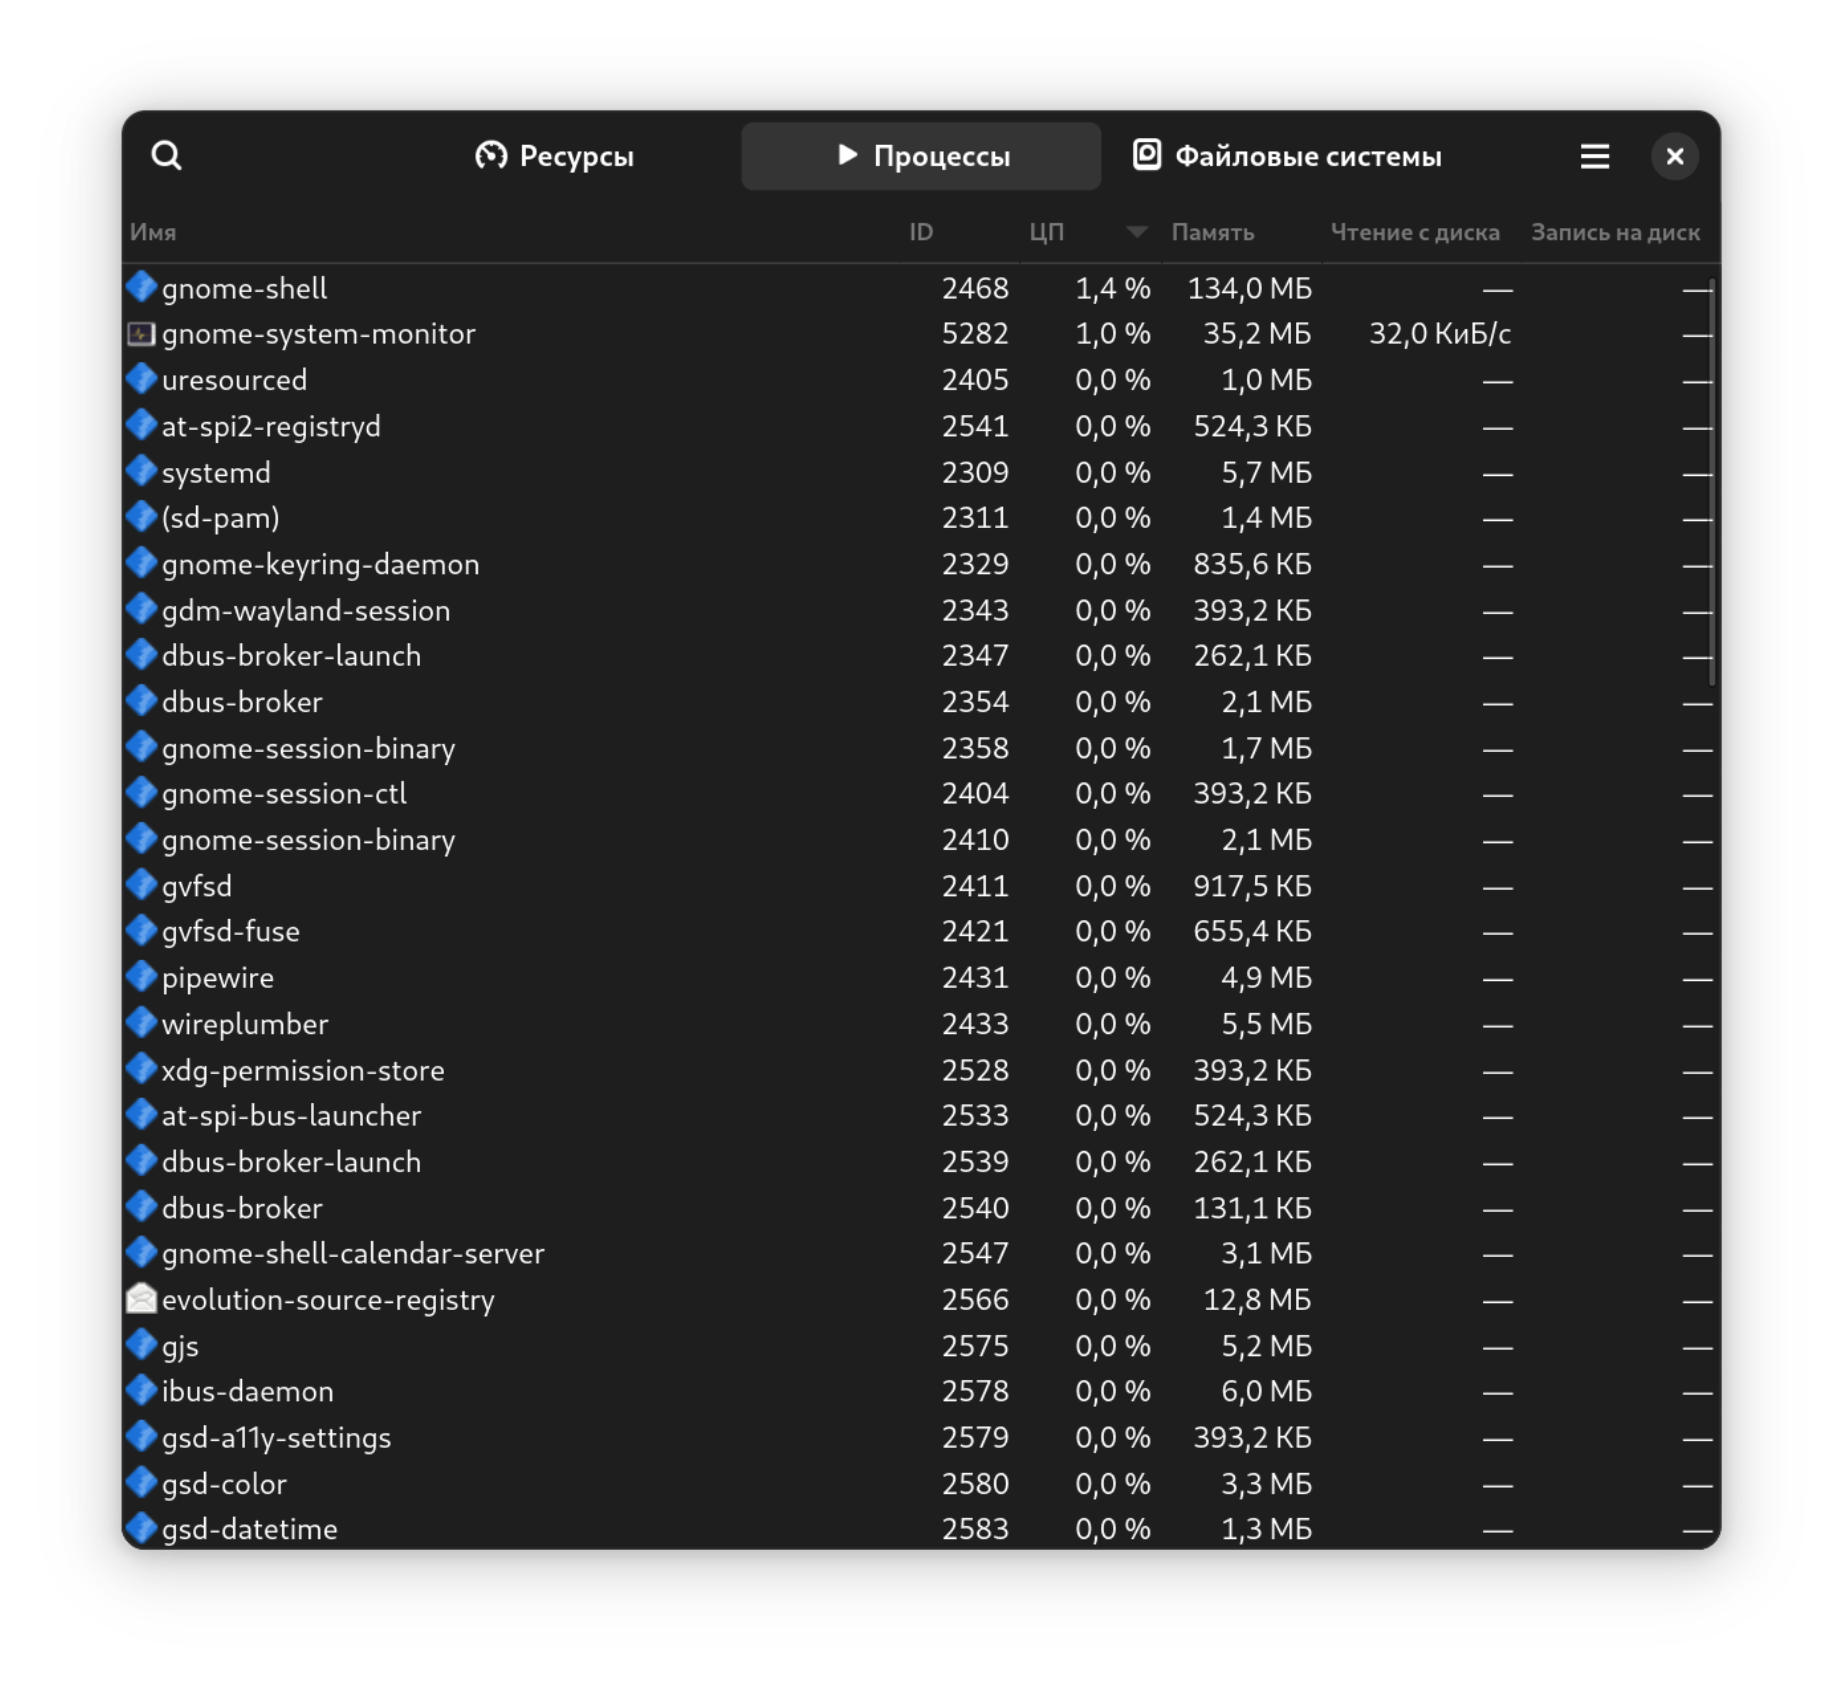 Ресурсы Процессы Файловые системы
Имя ID ЦП Память Чтение с диска Запись на диск
gnome-shell 2468 1,4 % 134,0 МБ — —
gnome-system-monitor 5282 1,0 % 35,2 МБ 32,0 КиБ/с —
uresourced 2405 0,0 % 1,0 МБ — —
at-spi2-registryd 2541 0,0 % 524,3 КБ — —
systemd 2309 0,0 % 5,7 МБ — —
(sd-pam) 2311 0,0 % 1,4 МБ — —
gnome-keyring-daemon 2329 0,0 % 835,6 КБ — —
gdm-wayland-session 2343 0,0 % 393,2 КБ — —
dbus-broker-launch 2347 0,0 % 262,1 КБ — —
dbus-broker 2354 0,0 % 2,1 МБ — —
gnome-session-binary 2358 0,0 % 1,7 МБ — —
gnome-session-ctl 2404 0,0 % 393,2 КБ — —
gnome-session-binary 2410 0,0 % 2,1 МБ — —
gvfsd 2411 0,0 % 917,5 КБ — —
gvfsd-fuse 2421 0,0 % 655,4 КБ — —
pipewire 2431 0,0 % 4,9 МБ — —
wireplumber 2433 0,0 % 5,5 МБ — —
xdg-permission-store 2528 0,0 % 393,2 КБ — —
at-spi-bus-launcher 2533 0,0 % 524,3 КБ — —
dbus-broker-launch 2539 0,0 % 262,1 КБ — —
dbus-broker 2540 0,0 % 131,1 КБ — —
gnome-shell-calendar-server 2547 0,0 % 3,1 МБ — —
evolution-source-registry 2566 0,0 % 12,8 МБ — —
gjs 2575 0,0 % 5,2 МБ — —
ibus-daemon 2578 0,0 % 6,0 МБ — —
gsd-a11y-settings 2579 0,0 % 393,2 КБ — —
gsd-color 2580 0,0 % 3,3 МБ — —
gsd-datetime 2583 0,0 % 1,3 МБ — —